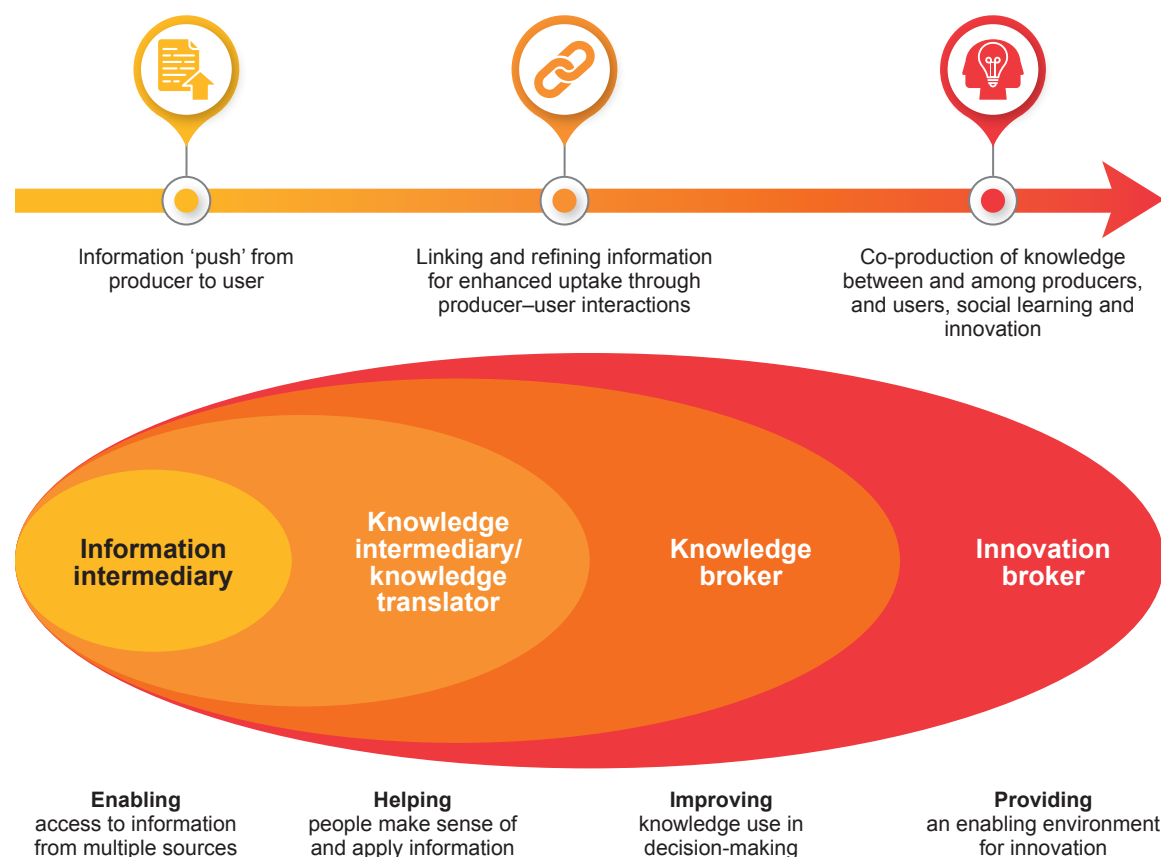 Information ‘push’ from
producer to user
Linking and refining information
for enhanced uptake through
producer–user interactions
Co-production of knowledge
between and among producers,
and users, social learning and
innovation
Information
intermediary
Knowledge
intermediary/
knowledge
translator
Knowledge
broker
Innovation
broker
Enabling
access to information
from multiple sources
Helping
people make sense of
and apply information
Improving
knowledge use in
decision-making
Providing
an enabling environment
for innovation